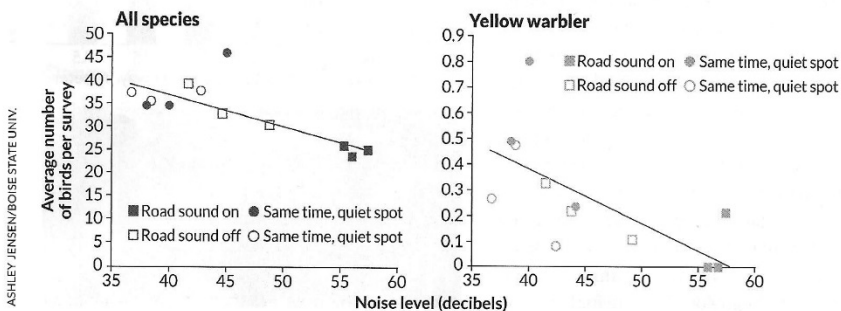 All species
50
45
40
35
30
25
20
15
10
5
0
35 40 45 50 55 60
Average number
of birds per survey
■ Road sound on ● Same time, quiet spot
□ Road sound off ○ Same time, quiet spot
Yellow warbler
0.9
0.8
0.7
0.6
0.5
0.4
0.3
0.2
0.1
0
35 40 45 50 55 60
■ Road sound on ● Same time, quiet spot
□ Road sound off ○ Same time, quiet spot
Noise level (decibels)
ASHLEY JENSEN/BOISE STATE UNIV.